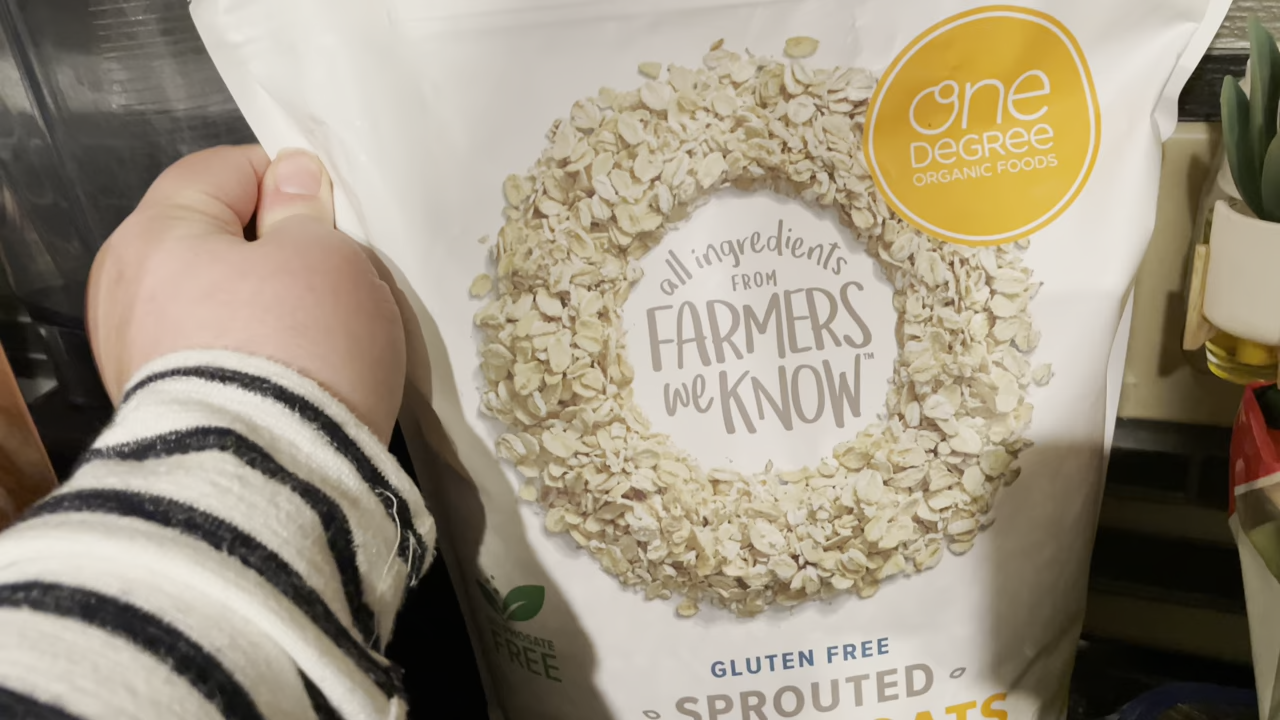 one
DEGREE
ORGANIC FOODS
all ingredients
FROM
FARMERS
we KNOW™
FREE
GLUTEN FREE
SPROUTED